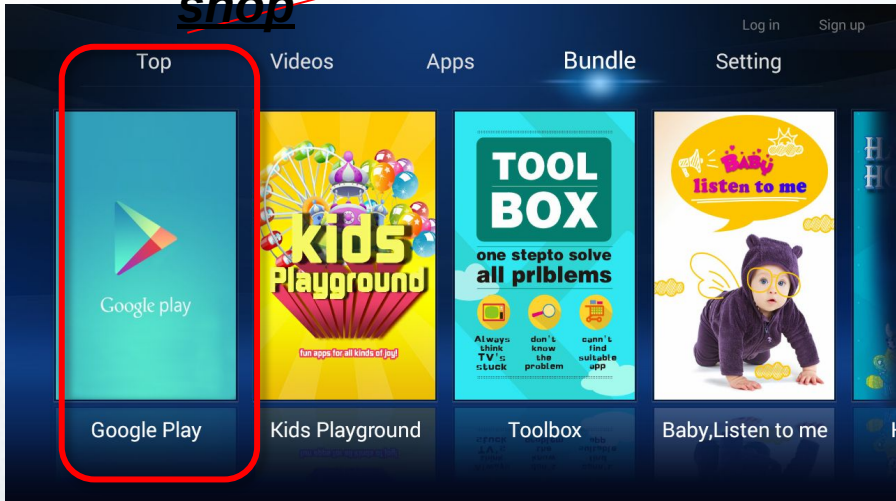 shop
Log in Sign up
Top Videos Apps Bundle Setting
Google play
Kids
Playground
fun apps for all kinds of joy!
TOOL
BOX
one stepto solve
all prlblems
Always
think
TV's
stuck
don't
know
the
problem
cann't
find
suitable
app
BABY
listen to me
H
HO
Google Play Kids Playground Toolbox Baby,Listen to me H